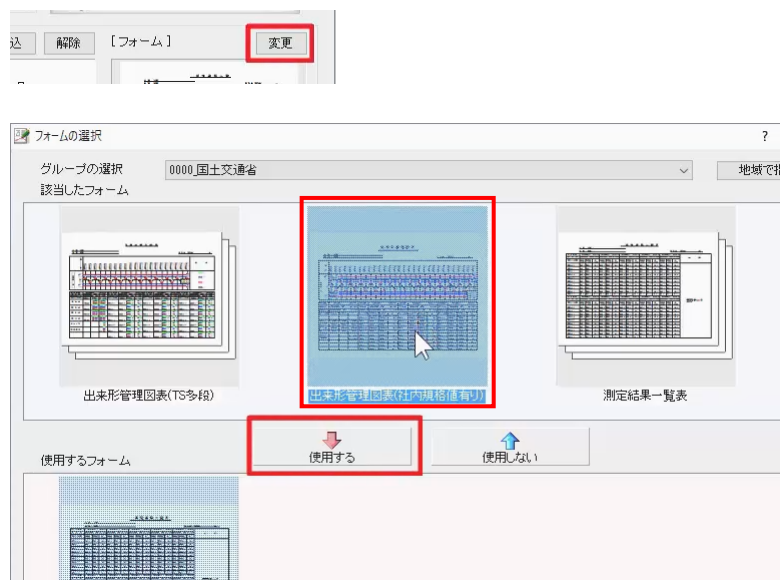 込 解除 [フォーム] 変更
フォームの選択 ?
グループの選択 0000_国土交通省 地域で指
該当したフォーム
出来形管理図表(TS多段) 出来形管理図表(社内規格値有り) 測定結果一覧表
使用する 使用しない
使用するフォーム